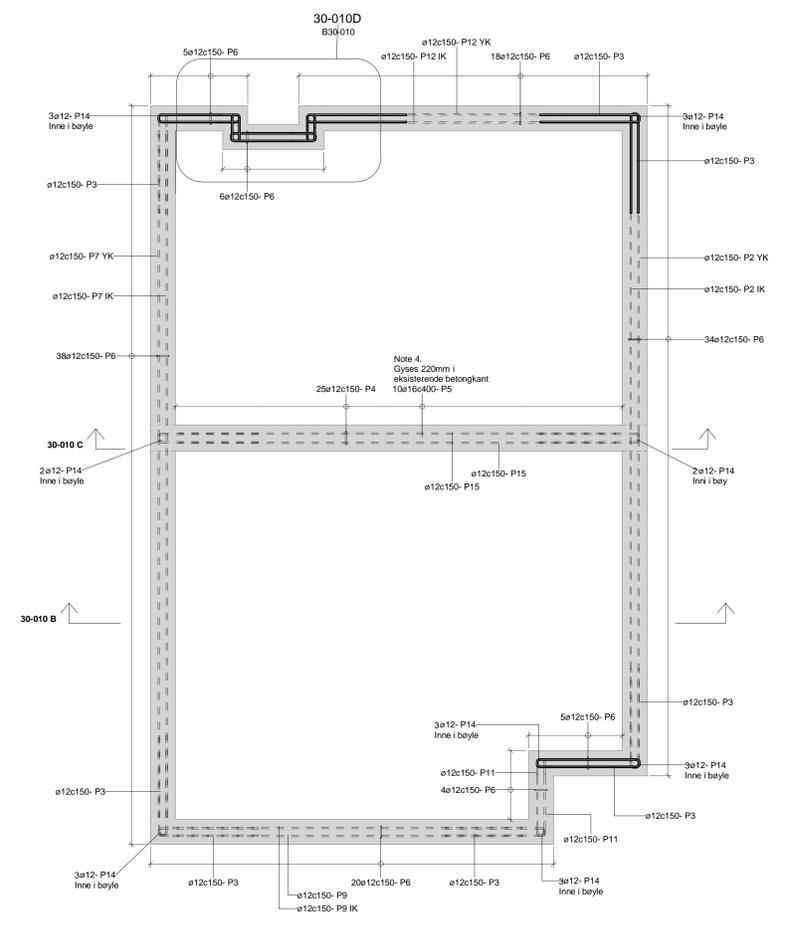 30-010D
B30-010
5ø12c150- P6
ø12c150- P12 IK
ø12c150- P12 YK
18ø12c150- P6
ø12c150- P3
3ø12- P14
Inne i bøyle
3ø12- P14
Inne i bøyle
ø12c150- P3
ø12c150- P3
6ø12c150- P6
ø12c150- P7 YK
ø12c150- P2 YK
ø12c150- P7 IK
ø12c150- P2 IK
38ø12c150- P6
34ø12c150- P6
Note 4.
Gyses 220mm i
eksisterende betongkant
25ø12c150- P4
10ø16c400- P5
30-010 C
2ø12- P14
Inne i bøyle
2ø12- P14
Inni i bøy
ø12c150- P15
ø12c150- P15
30-010 B
ø12c150- P3
3ø12- P14
Inne i bøyle
5ø12c150- P6
ø12c150- P11
3ø12- P14
Inne i bøyle
4ø12c150- P6
ø12c150- P3
ø12c150- P3
ø12c150- P11
3ø12- P14
Inne i bøyle
ø12c150- P3
20ø12c150- P6
ø12c150- P3
3ø12- P14
Inne i bøyle
ø12c150- P9
ø12c150- P9 IK